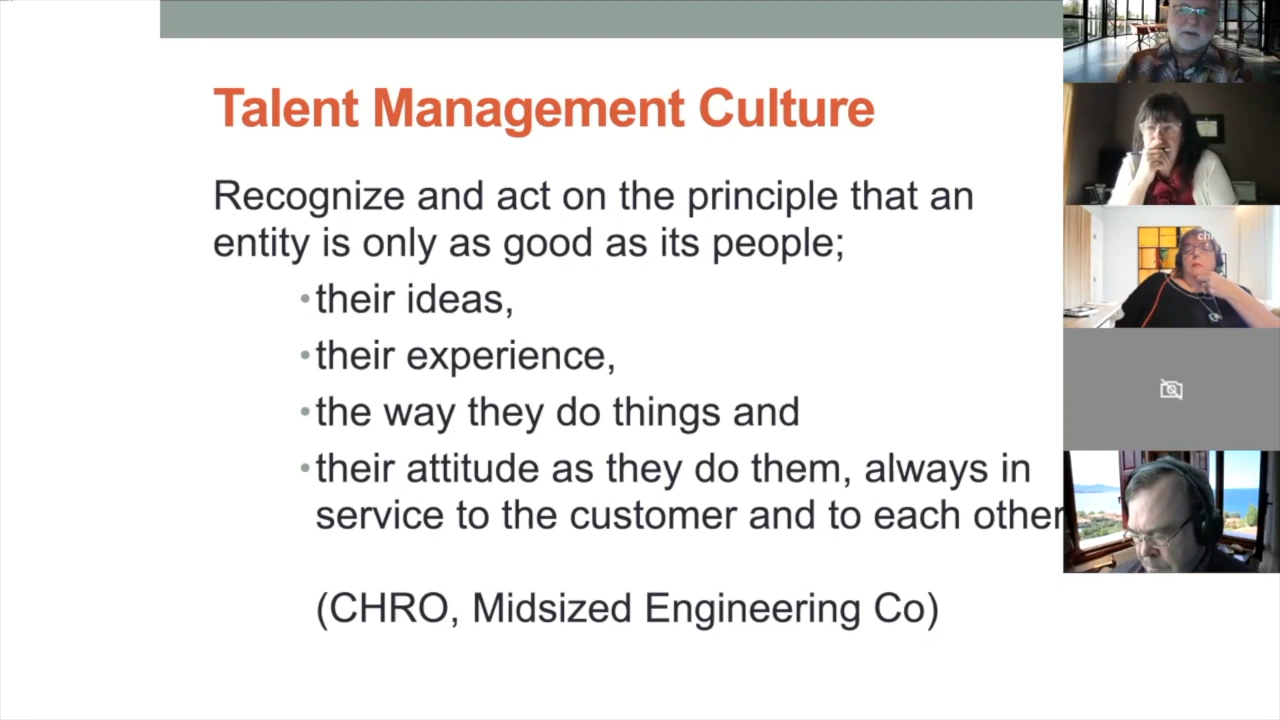 Talent Management Culture
Recognize and act on the principle that an
entity is only as good as its people;
•their ideas,
•their experience,
•the way they do things and
•their attitude as they do them, always in
service to the customer and to each other
(CHRO, Midsized Engineering Co)